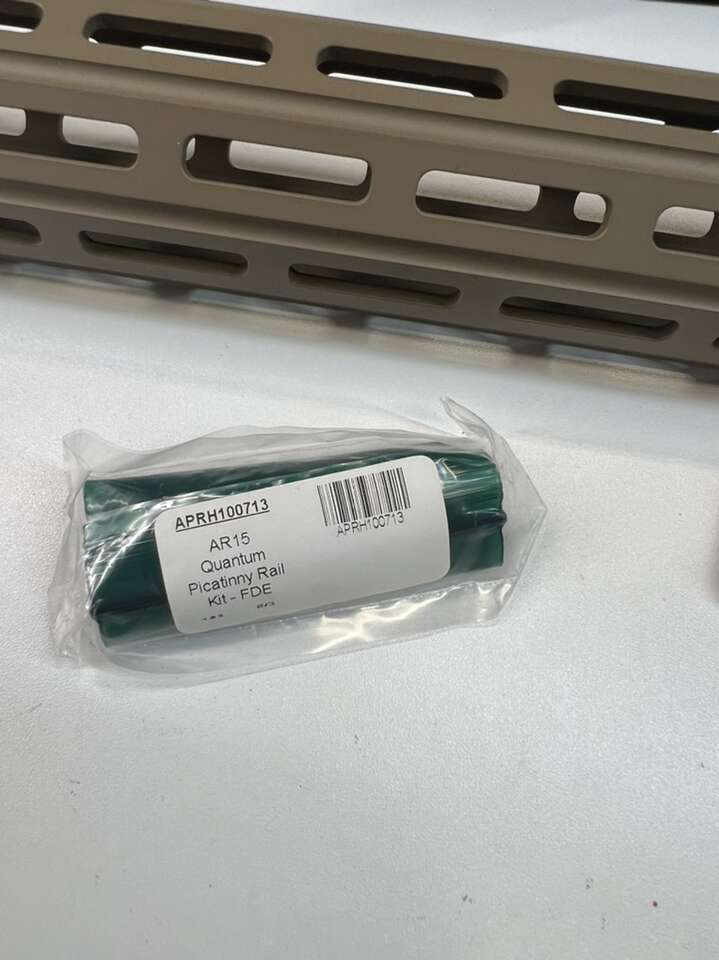 APRH100713
AR15
Quantum
Picatinny Rail
Kit - FDE
APRH100713